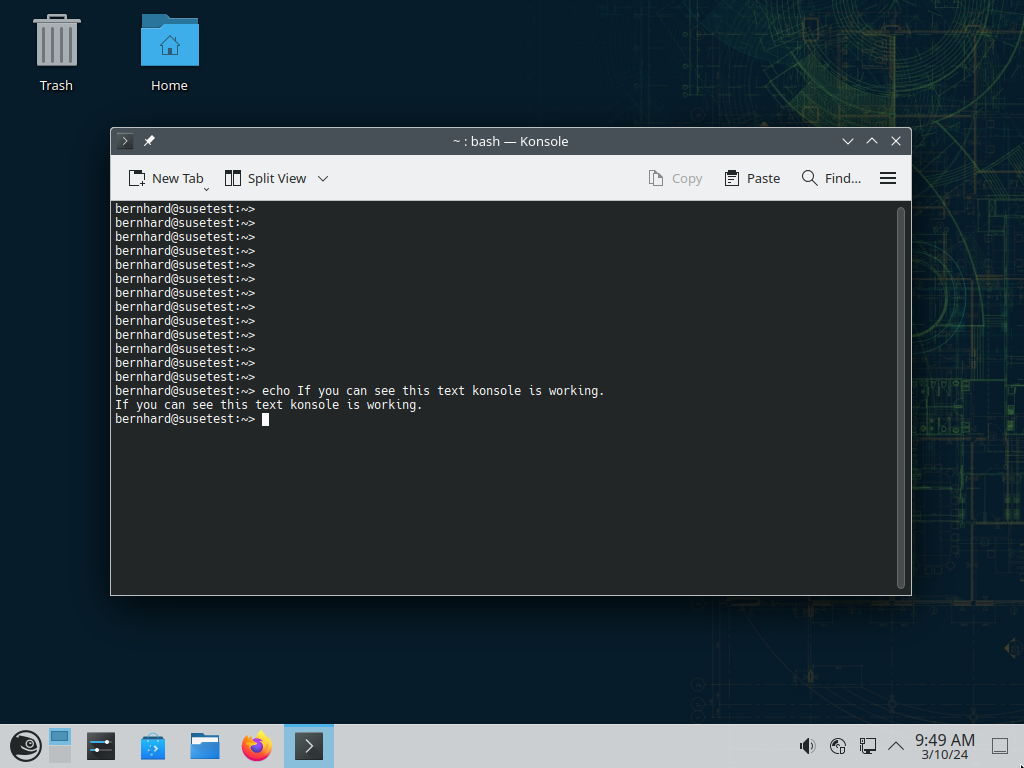 Trash
Home
~ : bash — Konsole
New Tab
Split View
Copy
Paste
Find...
bernhard@susetest:~>
bernhard@susetest:~>
bernhard@susetest:~>
bernhard@susetest:~>
bernhard@susetest:~>
bernhard@susetest:~>
bernhard@susetest:~>
bernhard@susetest:~>
bernhard@susetest:~>
bernhard@susetest:~>
bernhard@susetest:~>
bernhard@susetest:~>
bernhard@susetest:~>
bernhard@susetest:~> echo If you can see this text konsole is working.
If you can see this text konsole is working.
bernhard@susetest:~>
9:49 AM
3/10/24